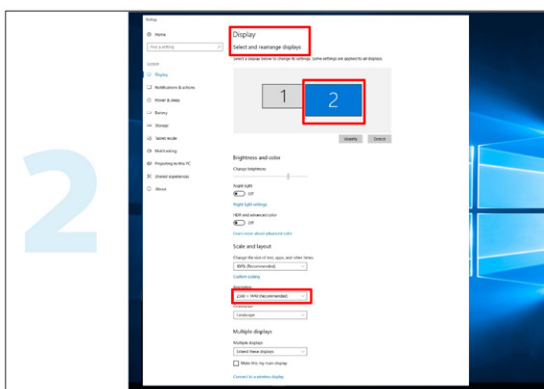 2
Settings
Home
Find a setting
SYSTEM
Display
Notifications & actions
Power & sleep
Battery
Storage
Tablet mode
Multitasking
Projecting to this PC
Shared experiences
About
Display
Select and rearrange displays
Select a display below to change its settings. Some settings are applied to all displays.
1 2
Identify Detect
Brightness and color
Change brightness
Night light
Off
Night light settings
HDR and advanced color
Off
Learn more about advanced color
Scale and layout
Change the size of text, apps, and other items
100% (Recommended)
Custom scaling
Resolution
2560 × 1440 (Recommended)
Orientation
Landscape
Multiple displays
Multiple displays
Extend these displays
Make this my main display
Connect to a wireless display